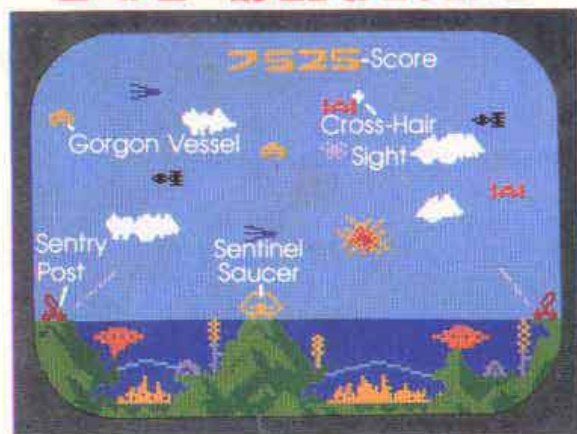 7525-Score
Cross-Hair
Gorgon Vessel
Sight
Sentry
Post
Sentinel
Saucer